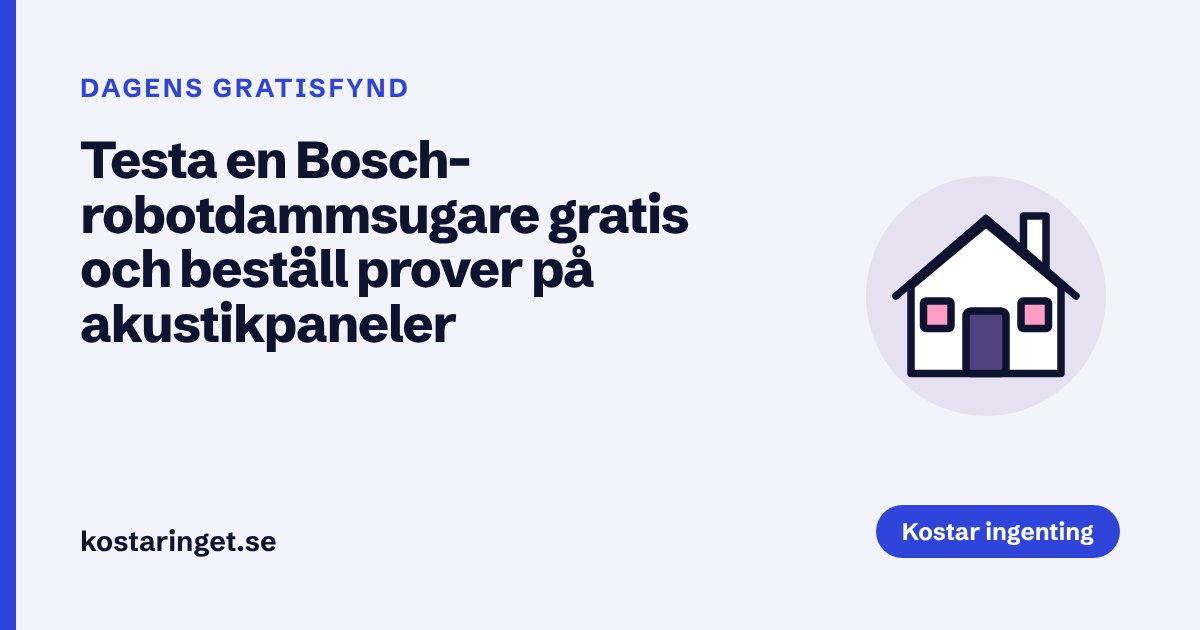 DAGENS GRATISFYND
Testa en Bosch-
robotdammsugare gratis
och beställ prover på
akustikpaneler
kostaringet.se
Kostar ingenting